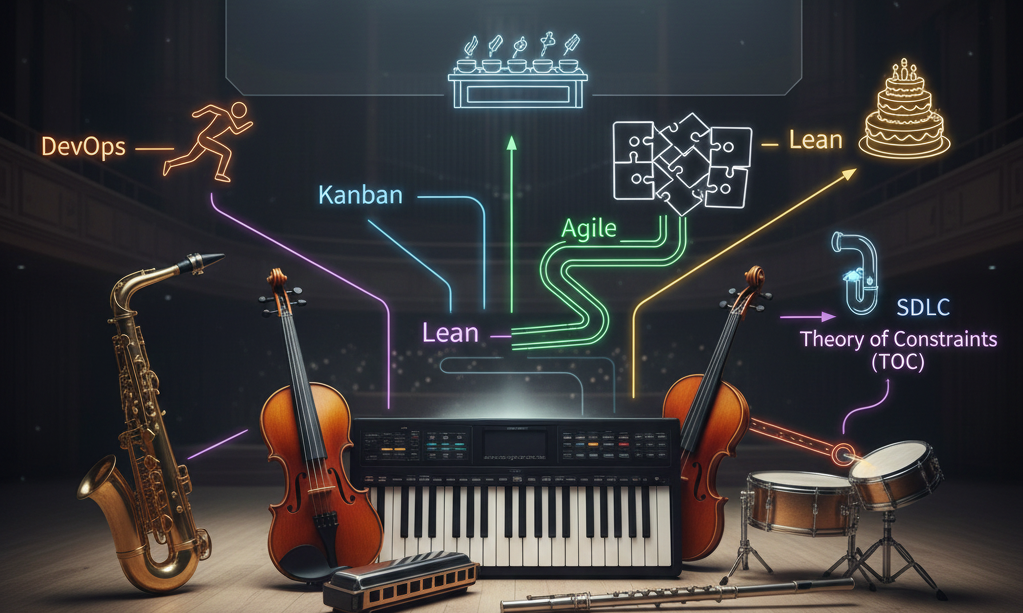 DevOps
Lean
Kanban
Agile
SDLC
Lean
Theory of Constraints
(TOC)